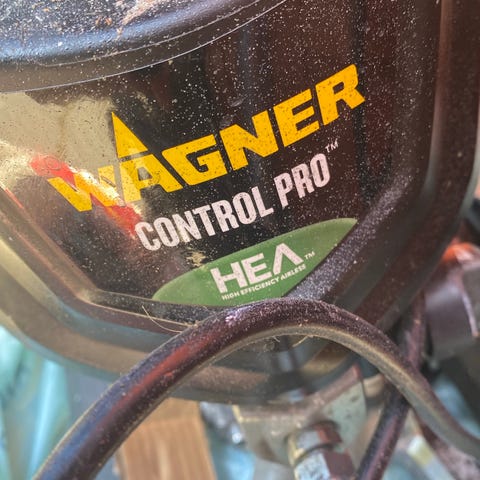 WAGNER
CONTROL PRO™
HEA™
HIGH EFFICIENCY AIRLESS